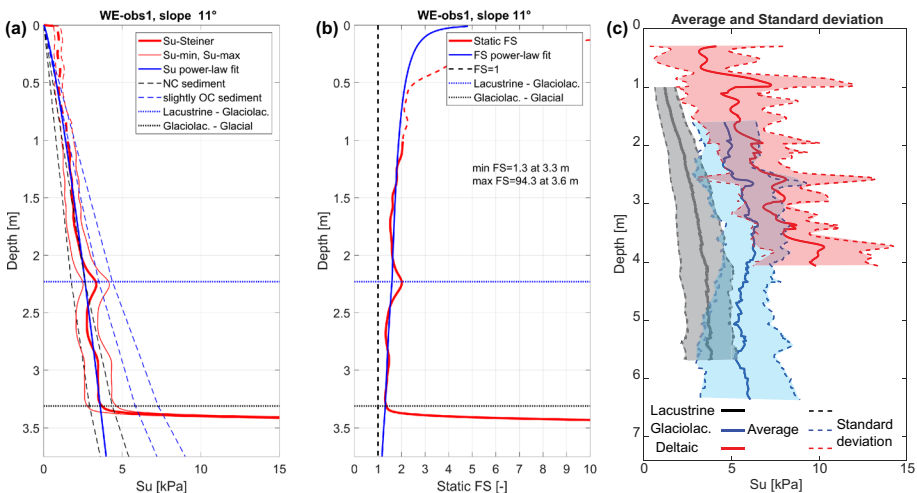 (a)
WE-obs1, slope 11°
0
0.5
1
1.5
2
2.5
3
3.5
Depth [m]
0
5
10
15
Su [kPa]
Su-Steiner
Su-min, Su-max
Su power-law fit
NC sediment
slightly OC sediment
Lacustrine - Glaciolac.
Glaciolac. - Glacial
(b)
WE-obs1, slope 11°
0
0.5
1
1.5
2
2.5
3
3.5
Depth [m]
0
1
2
3
4
5
6
7
8
9
10
Static FS [-]
Static FS
FS power-law fit
FS=1
Lacustrine - Glaciolac.
Glaciolac. - Glacial
min FS=1.3 at 3.3 m
max FS=94.3 at 3.6 m
(c)
Average and Standard deviation
0
1
2
3
4
5
6
7
Depth [m]
0
5
10
15
Su [kPa]
Lacustrine
Glaciolac.
Deltaic
Average
Standard
deviation